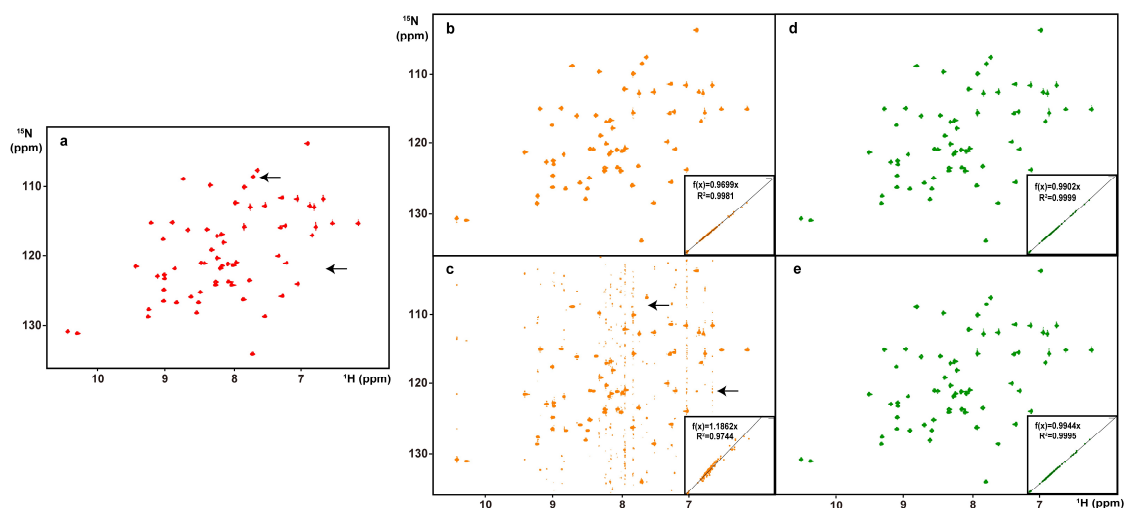 a
¹⁵N
(ppm)
110
120
130
10
9
8
7
¹H (ppm)
b
¹⁵N
(ppm)
110
120
130
f(x)=0.9699x
R²=0.9981
d
f(x)=0.9902x
R²=0.9999
c
110
120
130
f(x)=1.1862x
R²=0.9744
10
9
8
7
e
f(x)=0.9944x
R²=0.9995
10
9
8
7
¹H (ppm)